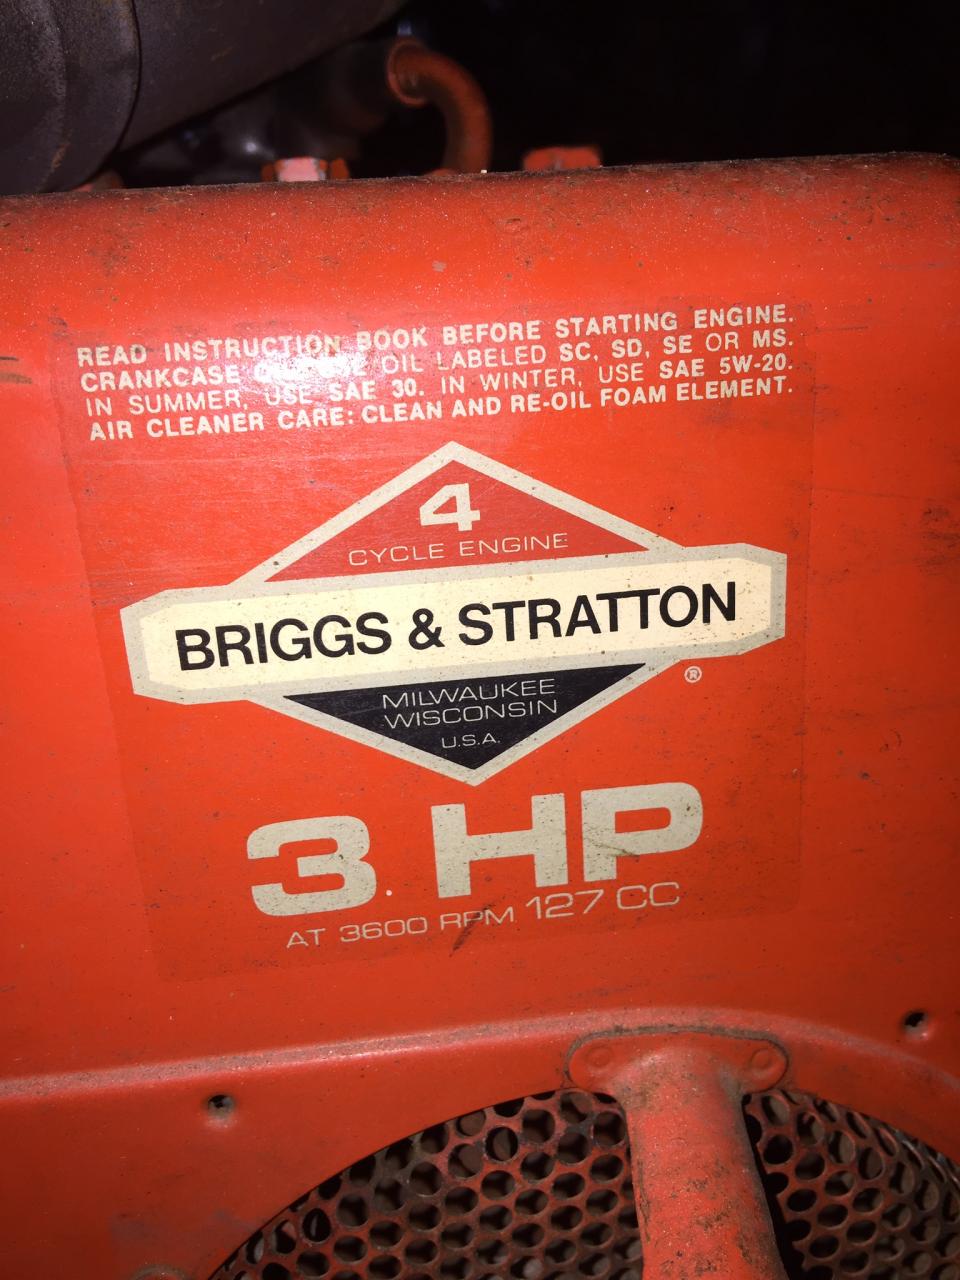 READ INSTRUCTION BOOK BEFORE STARTING ENGINE.
CRANKCASE OIL LABELED SC, SD, SE OR MS.
IN SUMMER, USE SAE 30. IN WINTER, USE SAE 5W-20.
AIR CLEANER CARE: CLEAN AND RE-OIL FOAM ELEMENT.
4
CYCLE ENGINE
BRIGGS & STRATTON
®
MILWAUKEE
WISCONSIN
U.S.A.
3 HP
AT 3600 RPM 127 CC